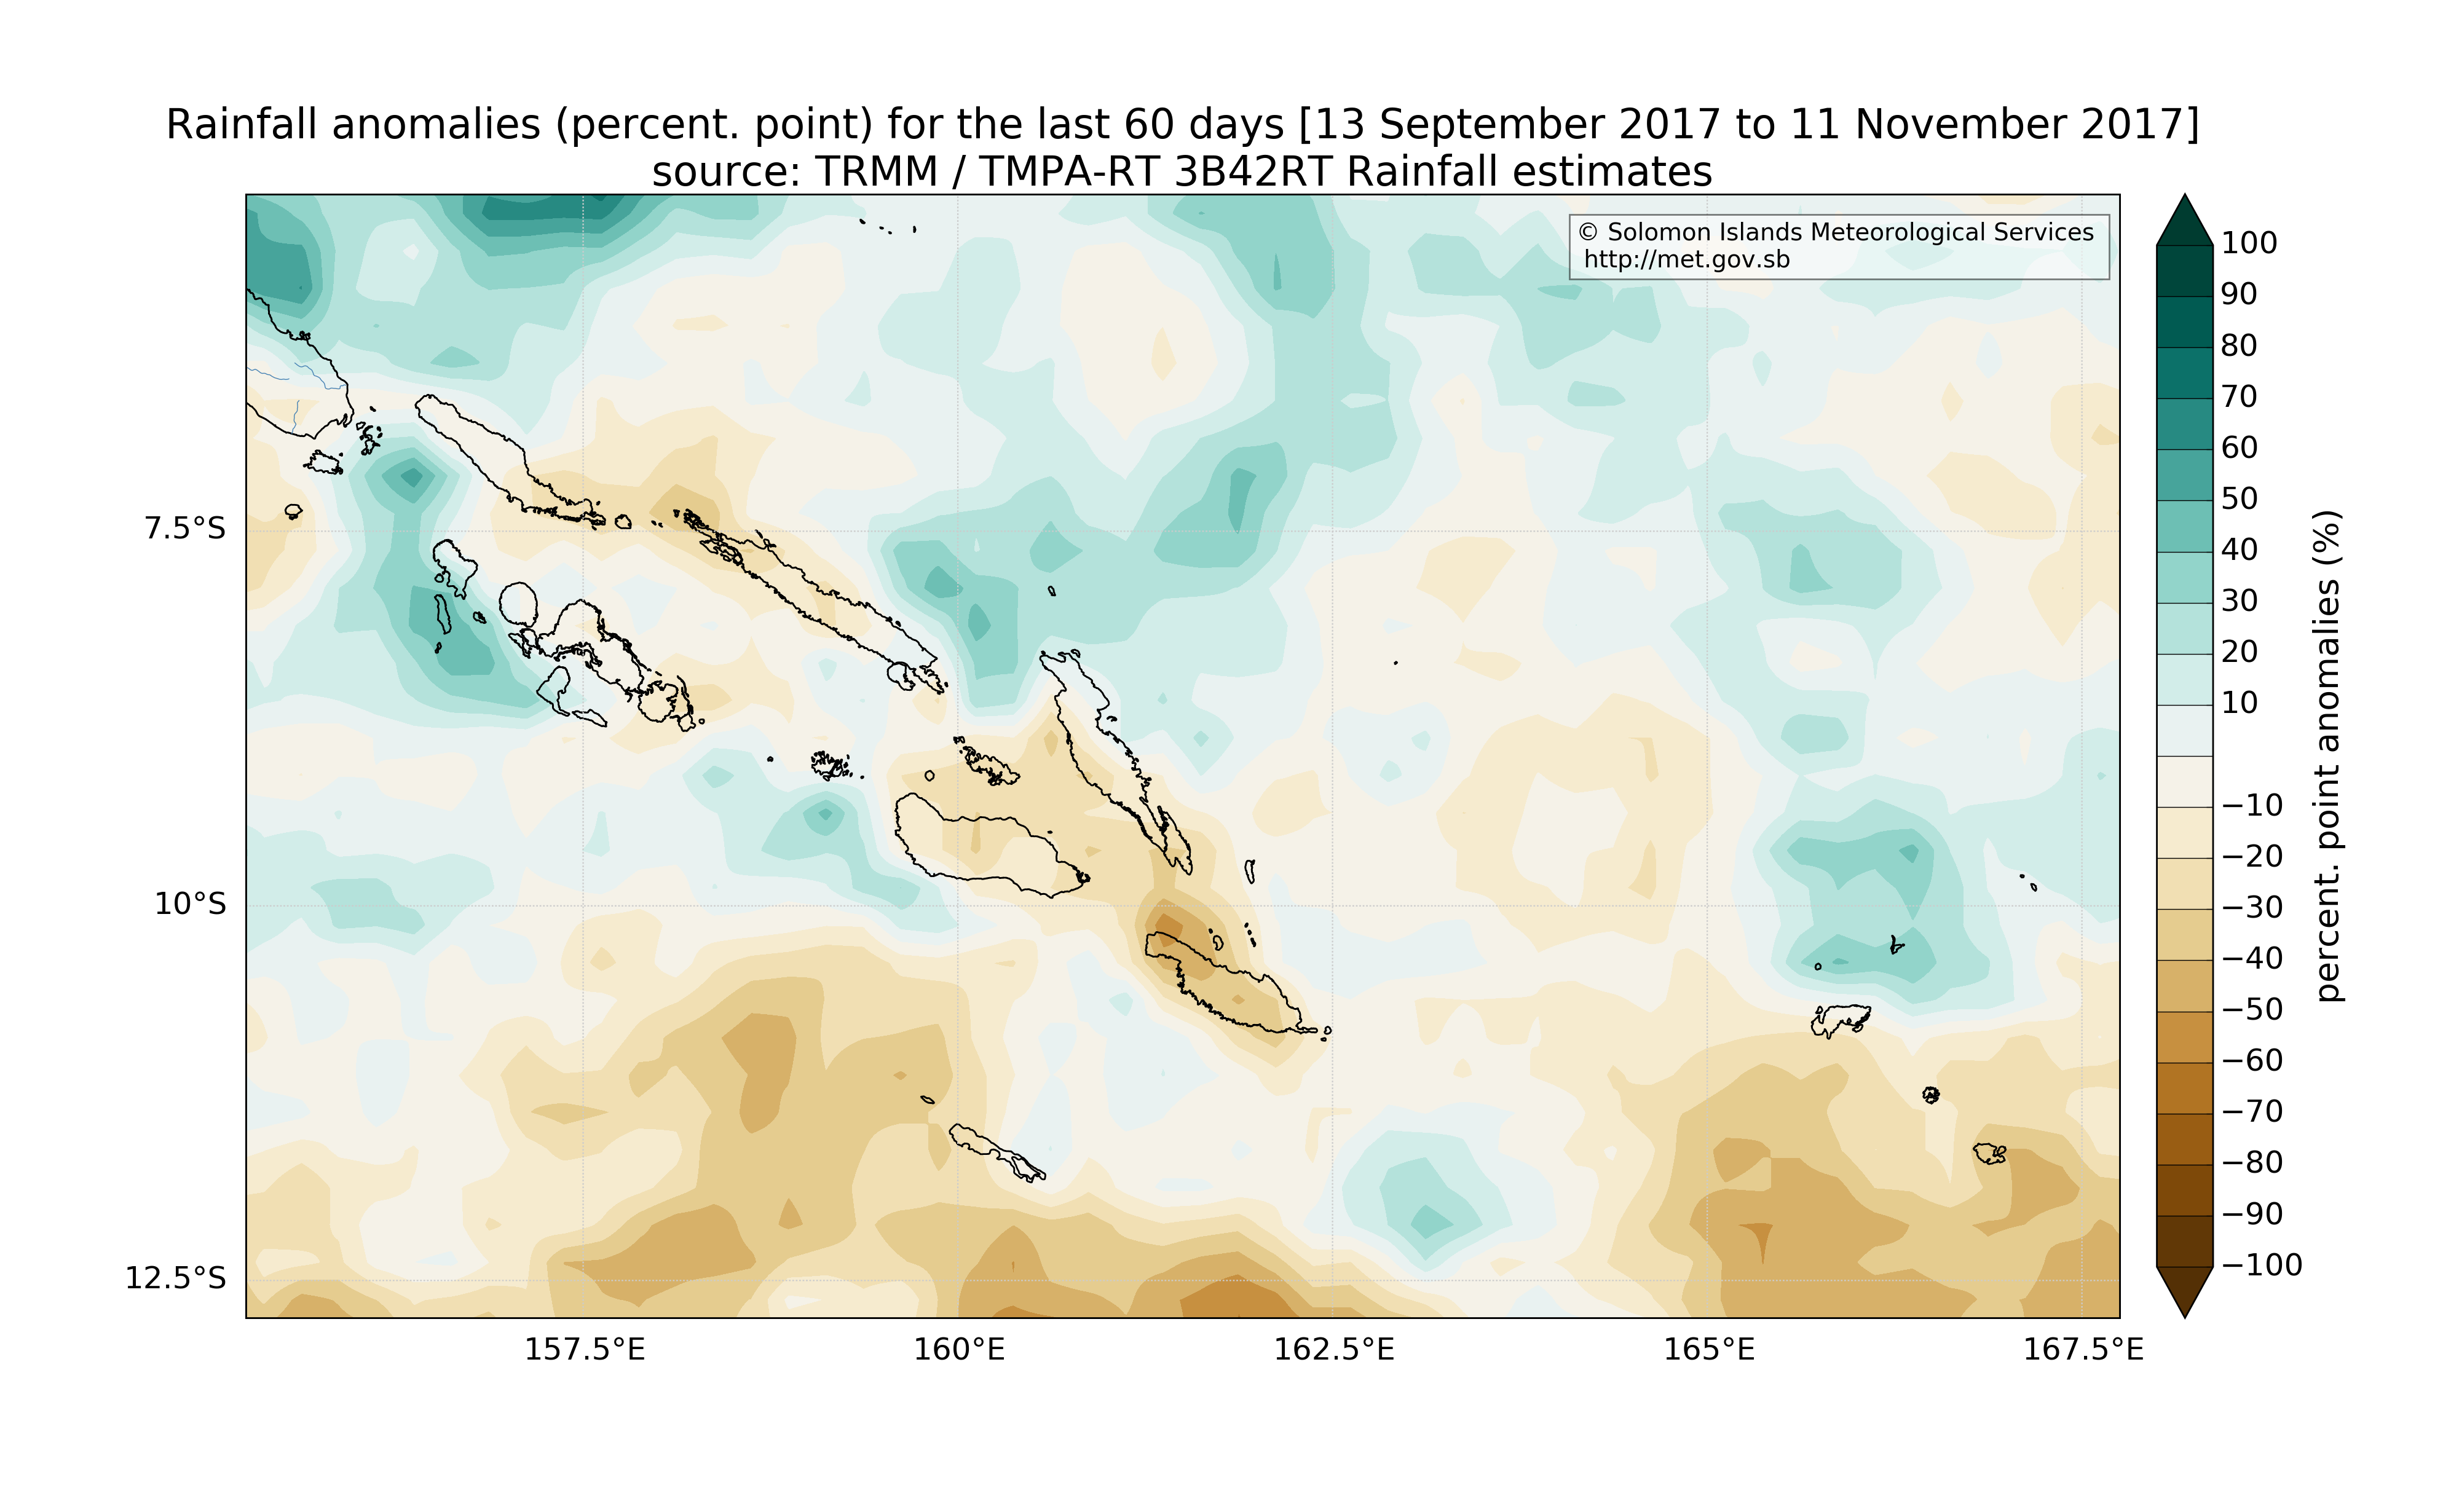 Rainfall anomalies (percent. point) for the last 60 days [13 September 2017 to 11 November 2017]
source: TRMM / TMPA-RT 3B42RT Rainfall estimates
© Solomon Islands Meteorological Services
http://met.gov.sb
7.5°S
10°S
12.5°S
157.5°E
160°E
162.5°E
165°E
167.5°E
100
90
80
70
60
50
40
30
20
10
−10
−20
−30
−40
−50
−60
−70
−80
−90
−100
percent. point anomalies (%)